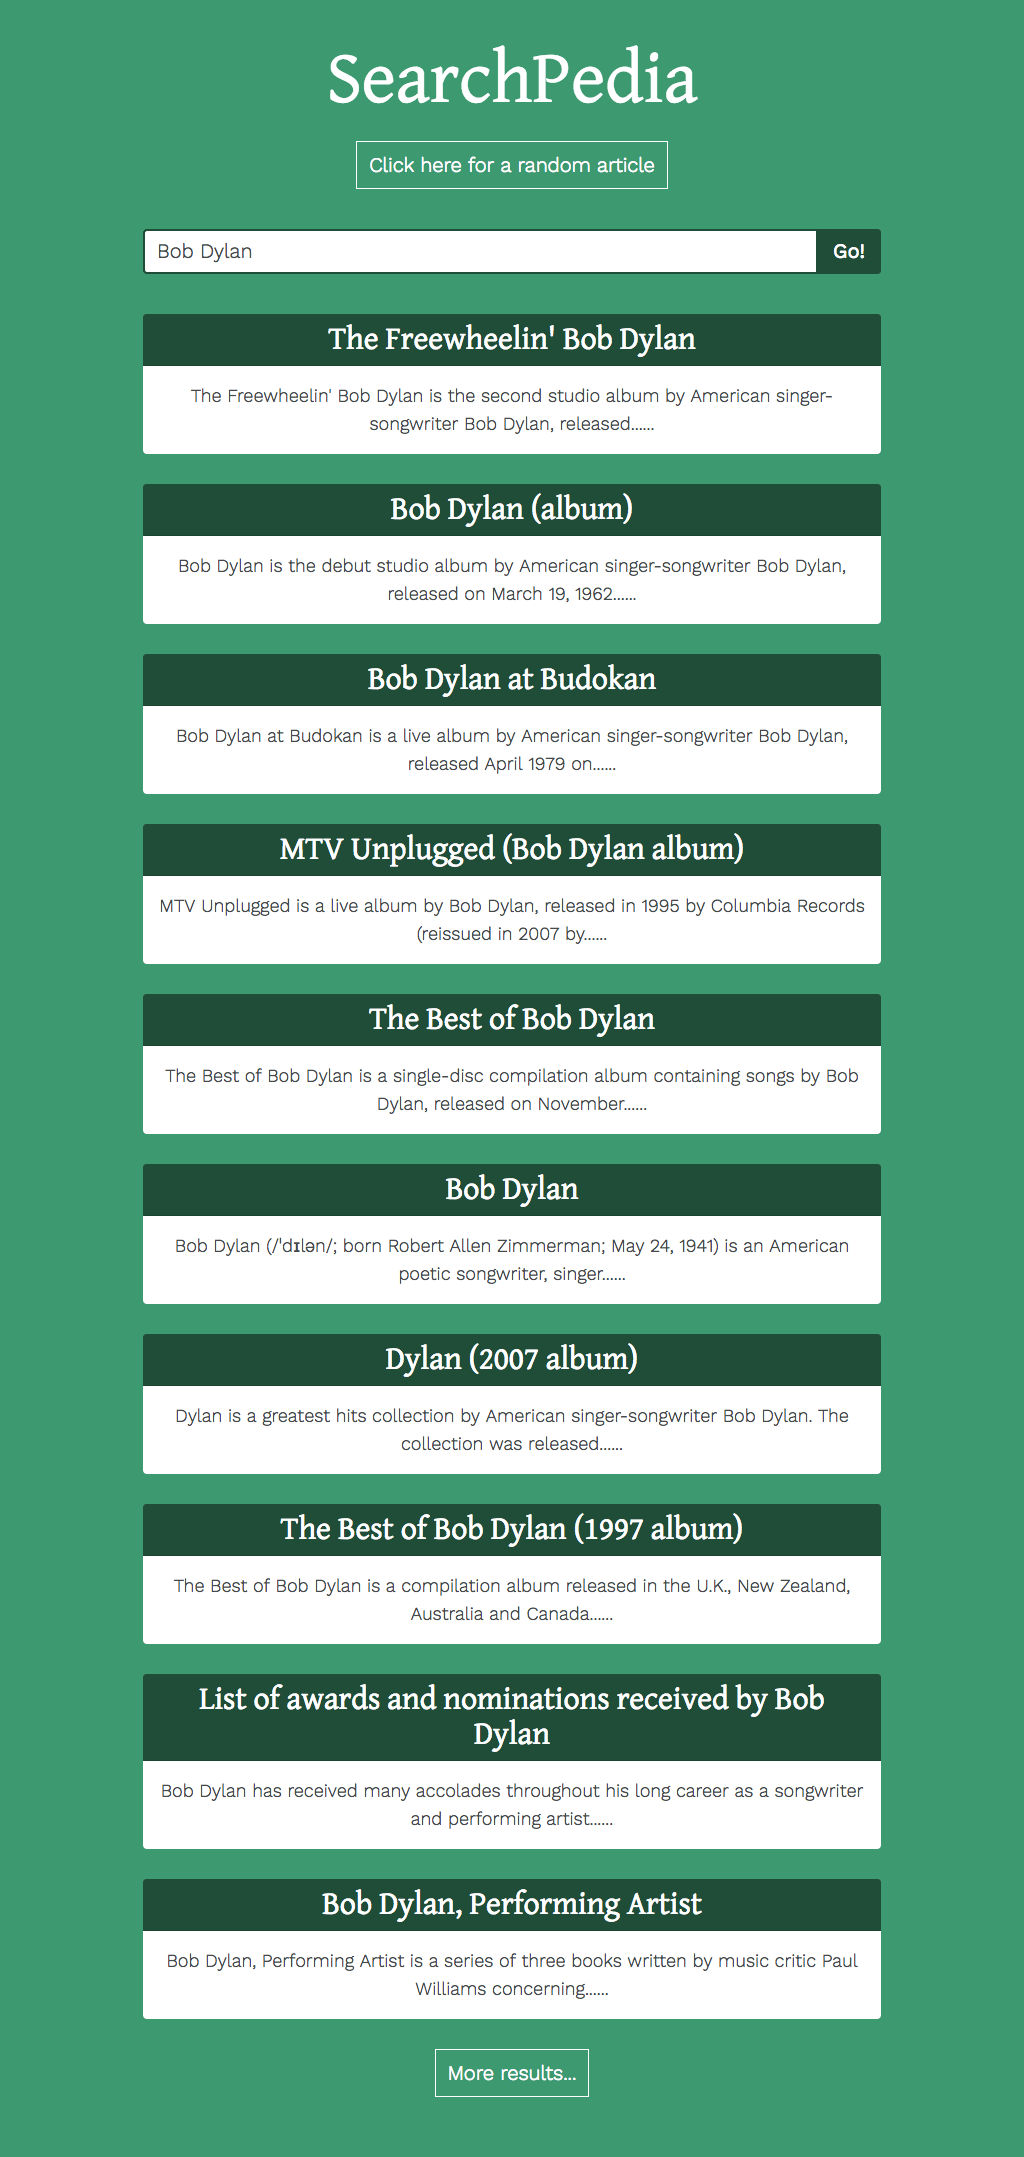 SearchPedia
Click here for a random article
Bob Dylan
Go!
The Freewheelin' Bob Dylan
The Freewheelin' Bob Dylan is the second studio album by American singer-
songwriter Bob Dylan, released......
Bob Dylan (album)
Bob Dylan is the debut studio album by American singer-songwriter Bob Dylan,
released on March 19, 1962......
Bob Dylan at Budokan
Bob Dylan at Budokan is a live album by American singer-songwriter Bob Dylan,
released April 1979 on......
MTV Unplugged (Bob Dylan album)
MTV Unplugged is a live album by Bob Dylan, released in 1995 by Columbia Records
(reissued in 2007 by......
The Best of Bob Dylan
The Best of Bob Dylan is a single-disc compilation album containing songs by Bob
Dylan, released on November......
Bob Dylan
Bob Dylan (/ˈdɪlən/; born Robert Allen Zimmerman; May 24, 1941) is an American
poetic songwriter, singer......
Dylan (2007 album)
Dylan is a greatest hits collection by American singer-songwriter Bob Dylan. The
collection was released......
The Best of Bob Dylan (1997 album)
The Best of Bob Dylan is a compilation album released in the U.K., New Zealand,
Australia and Canada......
List of awards and nominations received by Bob
Dylan
Bob Dylan has received many accolades throughout his long career as a songwriter
and performing artist......
Bob Dylan, Performing Artist
Bob Dylan, Performing Artist is a series of three books written by music critic Paul
Williams concerning......
More results...